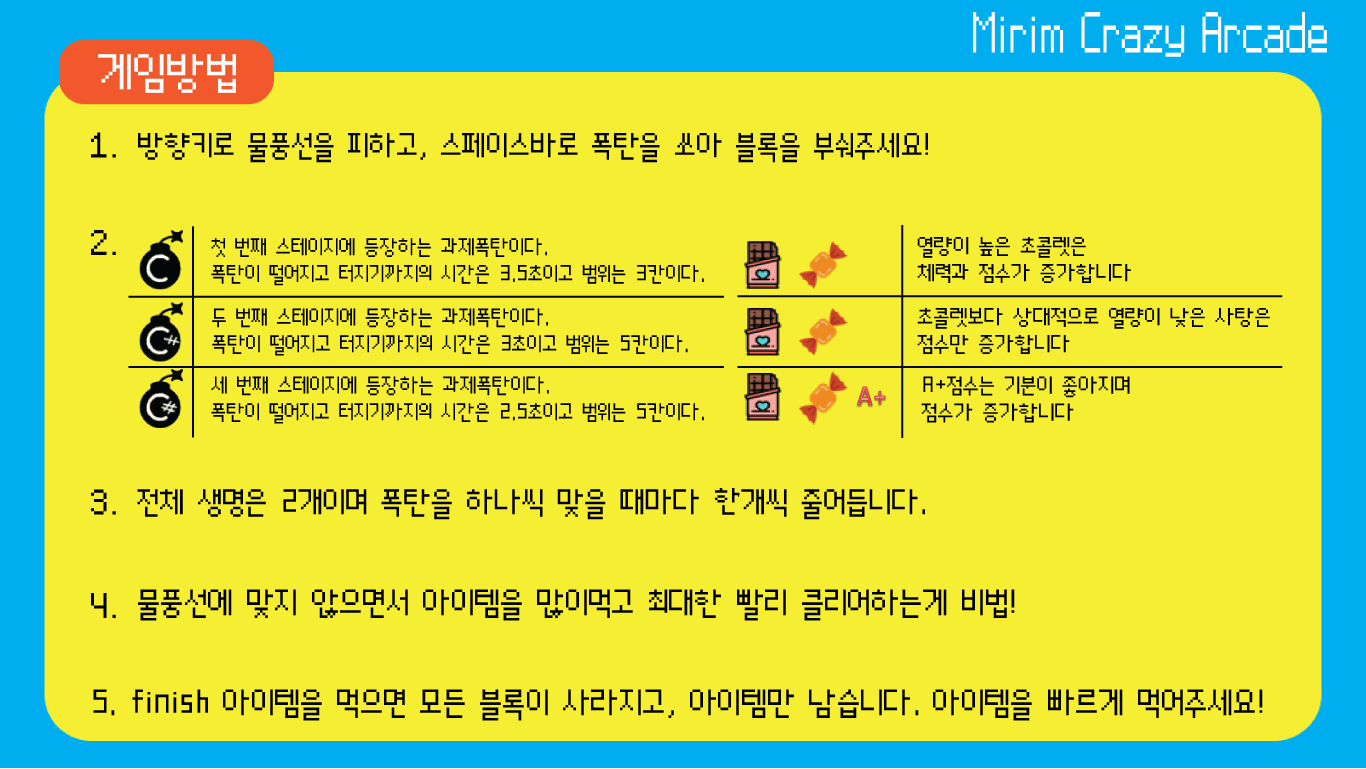 Mirim Crazy Arcade
게임방법
1. 방향키로 물풍선을 피하고, 스페이스바로 폭탄을 쏘아 블록을 부숴주세요!
2.
C
첫 번째 스테이지에 등장하는 과제폭탄이다.
폭탄이 떨어지고 터지기까지의 시간은 3.5초이고 범위는 3칸이다.
C++
두 번째 스테이지에 등장하는 과제폭탄이다.
폭탄이 떨어지고 터지기까지의 시간은 3초이고 범위는 5칸이다.
C#
세 번째 스테이지에 등장하는 과제폭탄이다.
폭탄이 떨어지고 터지기까지의 시간은 2.5초이고 범위는 5칸이다.
열량이 높은 초콜렛은
체력과 점수가 증가합니다
초콜렛보다 상대적으로 열량이 낮은 사탕은
점수만 증가합니다
A+
A+점수는 기분이 좋아지며
점수가 증가합니다
3. 전체 생명은 2개이며 폭탄을 하나씩 맞을 때마다 한개씩 줄어듭니다.
4. 물풍선에 맞지 않으면서 아이템을 많이먹고 최대한 빨리 클리어하는게 비법!
5. finish 아이템을 먹으면 모든 블록이 사라지고, 아이템만 남습니다. 아이템을 빠르게 먹어주세요!